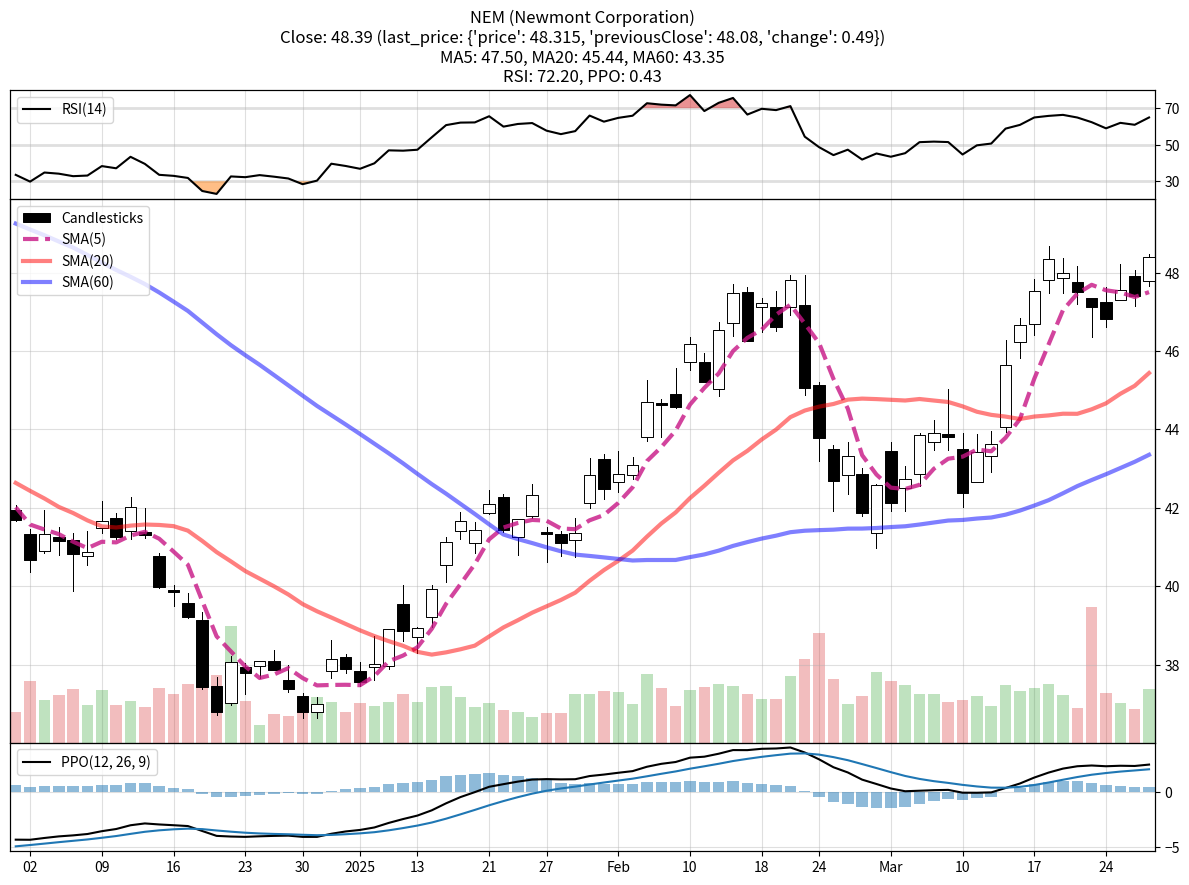 NEM (Newmont Corporation)
Close: 48.39 (last_price: {'price': 48.315, 'previousClose': 48.08, 'change': 0.49})
MA5: 47.50, MA20: 45.44, MA60: 43.35
RSI: 72.20, PPO: 0.43
RSI(14)
70
50
30
Candlesticks
SMA(5)
SMA(20)
SMA(60)
48
46
44
42
40
38
PPO(12, 26, 9)
0
−5
02 09 16 23 30 2025 13 21 27 Feb 10 18 24 Mar 10 17 24